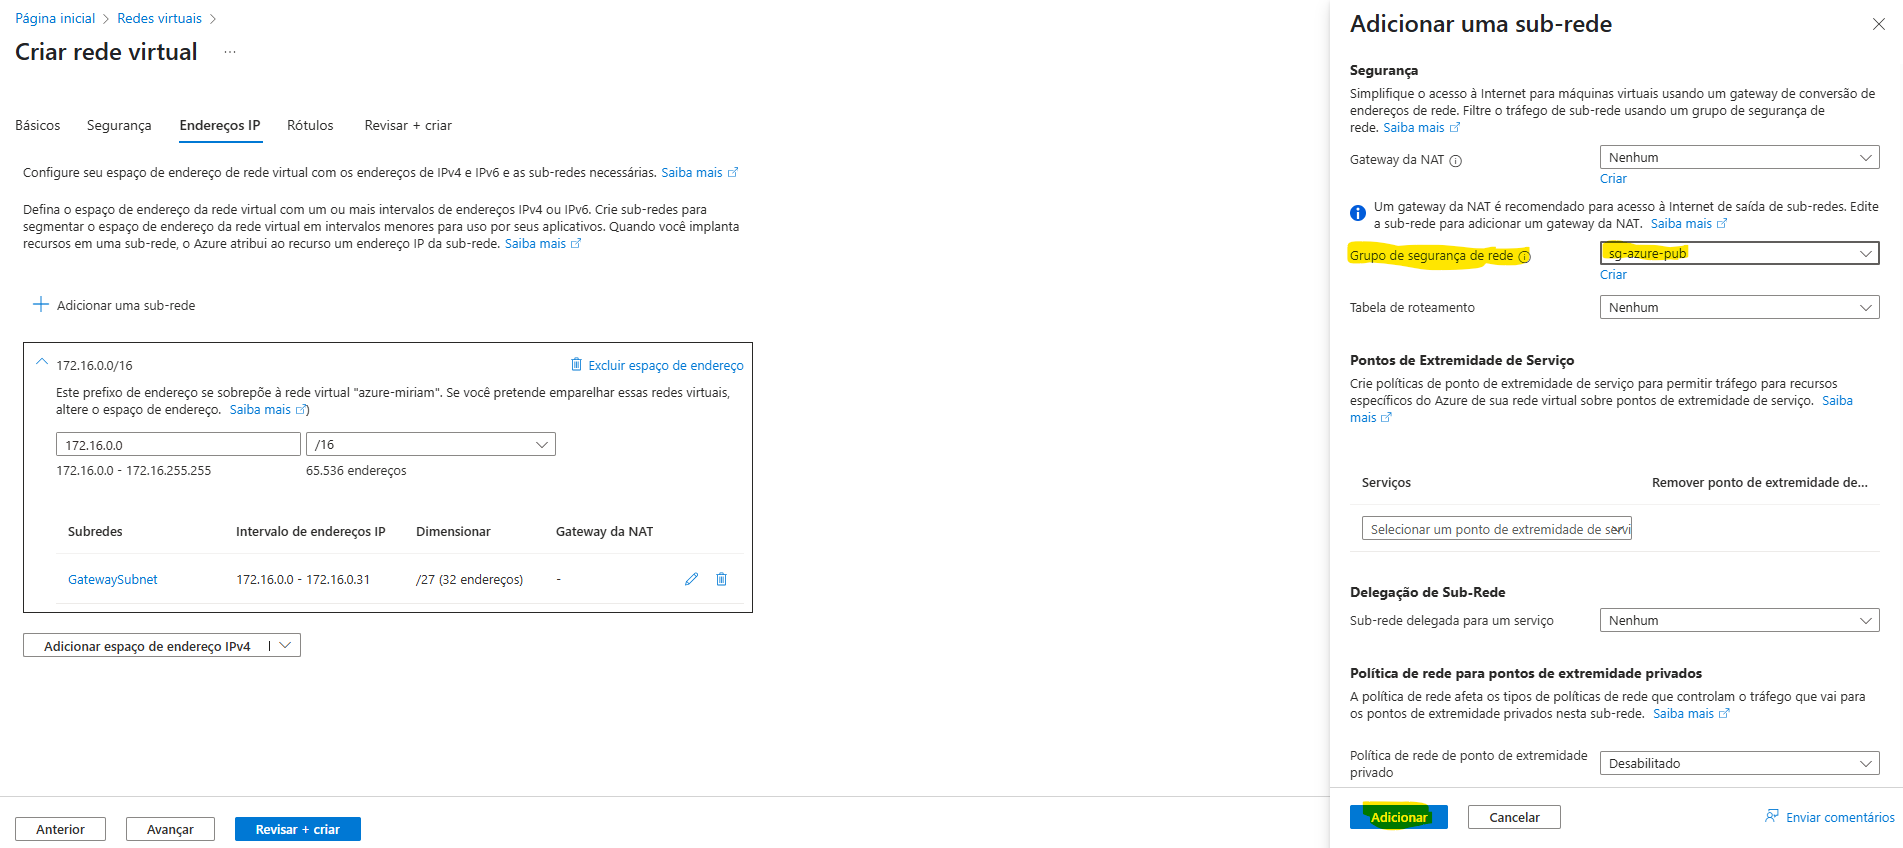 Página inicial > Redes virtuais >
Criar rede virtual ...
Básicos Segurança Endereços IP Rótulos Revisar + criar
Configure seu espaço de endereço de rede virtual com os endereços de IPv4 e IPv6 e as sub-redes necessárias. Saiba mais
Defina o espaço de endereço da rede virtual com um ou mais intervalos de endereços IPv4 ou IPv6. Crie sub-redes para
segmentar o espaço de endereço da rede virtual em intervalos menores para uso por seus aplicativos. Quando você implanta
recursos em uma sub-rede, o Azure atribui ao recurso um endereço IP da sub-rede. Saiba mais
Adicionar uma sub-rede
172.16.0.0/16 Excluir espaço de endereço
Este prefixo de endereço se sobrepõe à rede virtual "azure-miriam". Se você pretende emparelhar essas redes virtuais,
altere o espaço de endereço. Saiba mais )
172.16.0.0 /16
172.16.0.0 - 172.16.255.255 65.536 endereços
Subredes Intervalo de endereços IP Dimensionar Gateway da NAT
GatewaySubnet 172.16.0.0 - 172.16.0.31 /27 (32 endereços) -
Adicionar espaço de endereço IPv4 |
Anterior Avançar Revisar + criar
Adicionar uma sub-rede
Segurança
Simplifique o acesso à Internet para máquinas virtuais usando um gateway de conversão de
endereços de rede. Filtre o tráfego de sub-rede usando um grupo de segurança de
rede. Saiba mais
Gateway da NAT Nenhum
Criar
Um gateway da NAT é recomendado para acesso à Internet de saída de sub-redes. Edite
a sub-rede para adicionar um gateway da NAT. Saiba mais
Grupo de segurança de rede sg-azure-pub
Criar
Tabela de roteamento Nenhum
Pontos de Extremidade de Serviço
Crie políticas de ponto de extremidade de serviço para permitir tráfego para recursos
específicos do Azure de sua rede virtual sobre pontos de extremidade de serviço. Saiba
mais
Serviços Remover ponto de extremidade de...
Selecionar um ponto de extremidade de servi
Delegação de Sub-Rede
Sub-rede delegada para um serviço Nenhum
Política de rede para pontos de extremidade privados
A política de rede afeta os tipos de políticas de rede que controlam o tráfego que vai para
os pontos de extremidade privados nesta sub-rede. Saiba mais
Política de rede de ponto de extremidade
privado Desabilitado
Adicionar Cancelar Enviar comentários